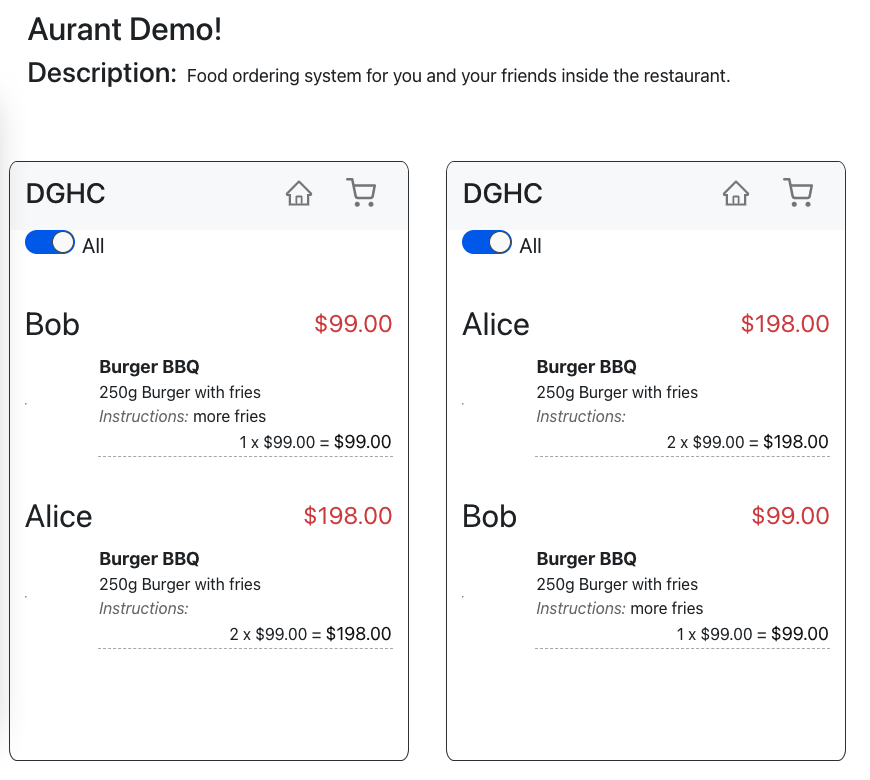 Aurant Demo!
Description: Food ordering system for you and your friends inside the restaurant.
DGHC
All
Bob $99.00
Burger BBQ
250g Burger with fries
Instructions: more fries
1 x $99.00 = $99.00
Alice $198.00
Burger BBQ
250g Burger with fries
Instructions:
2 x $99.00 = $198.00
DGHC
All
Alice $198.00
Burger BBQ
250g Burger with fries
Instructions:
2 x $99.00 = $198.00
Bob $99.00
Burger BBQ
250g Burger with fries
Instructions: more fries
1 x $99.00 = $99.00